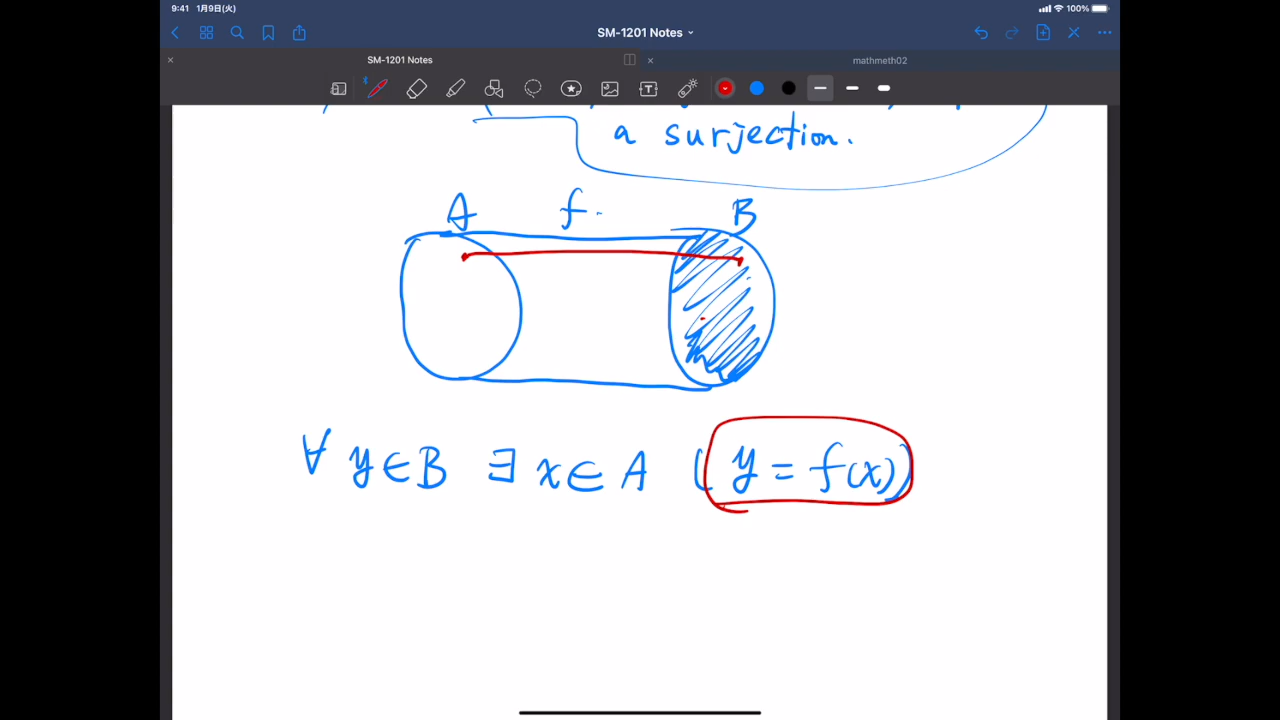 9:41 1月9日(火) 100%
SM-1201 Notes
SM-1201 Notes mathmeth02
a surjection.
A f. B
∀ y∈B ∃ x∈A (y = f(x))